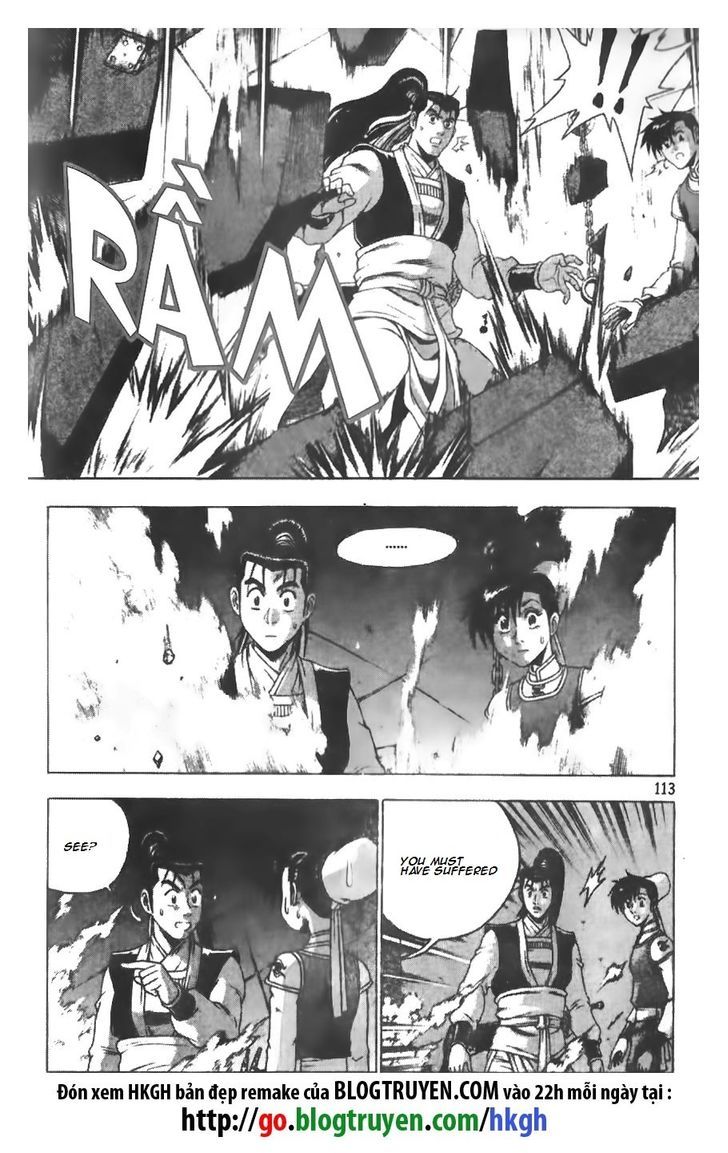 !!
RẦM
......
113
SEE?
YOU MUST
HAVE SUFFERED
Đón xem HKGH bản đẹp remake của BLOGTRUYEN.COM vào 22h mỗi ngày tại :
http://go.blogtruyen.com/hkgh